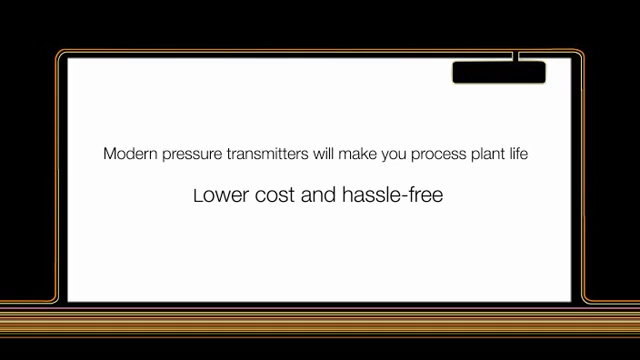 Modern pressure transmitters will make you process plant life
Lower cost and hassle-free